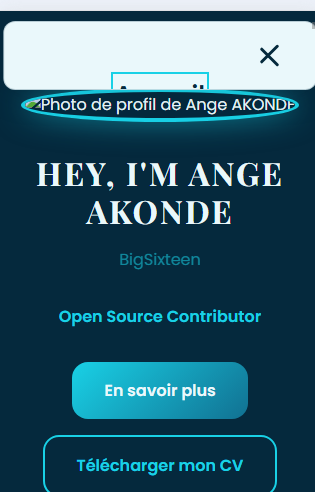 Photo de profil de Ange AKONDE
HEY, I'M ANGE
AKONDE
BigSixteen
Open Source Contributor
En savoir plus
Télécharger mon CV